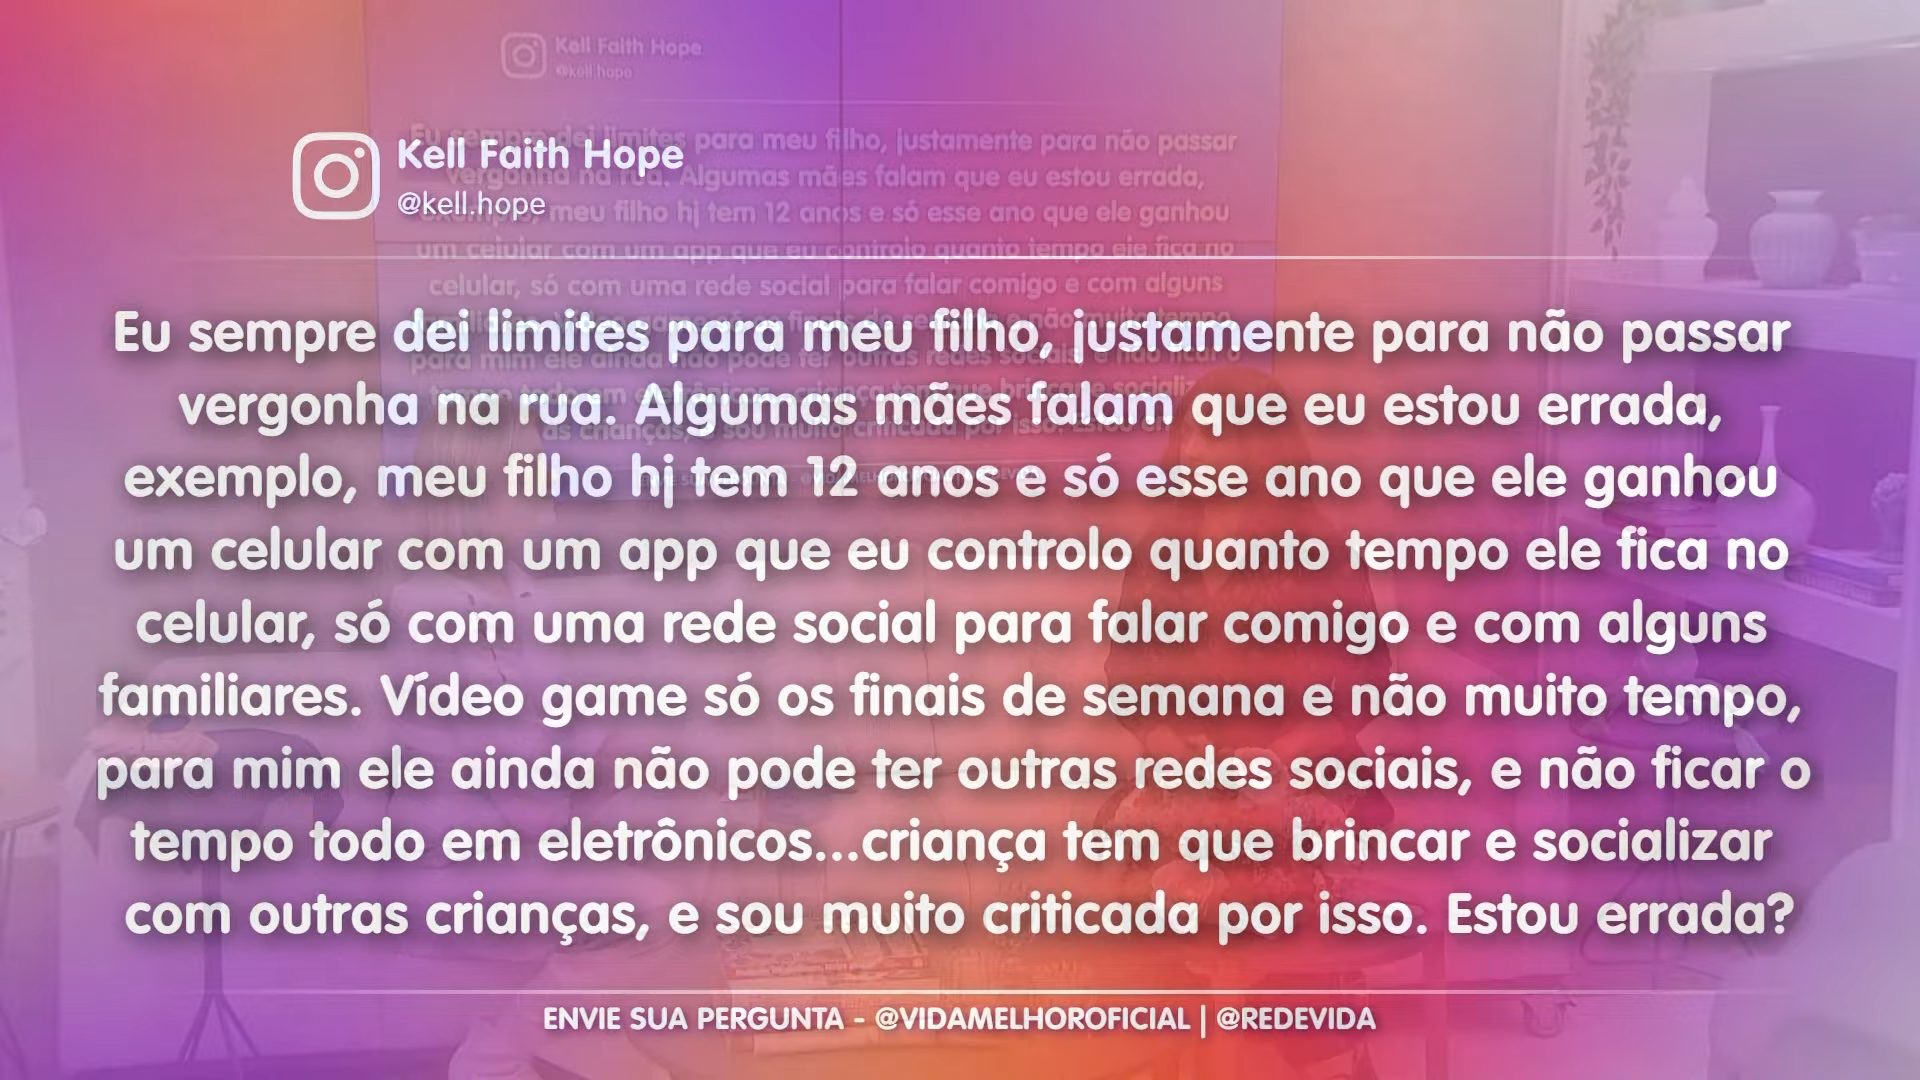 Kell Faith Hope
@kell.hope
Eu sempre dei limites para meu filho, justamente para não passar
vergonha na rua. Algumas mães falam que eu estou errada,
exemplo, meu filho hj tem 12 anos e só esse ano que ele ganhou
um celular com um app que eu controlo quanto tempo ele fica no
celular, só com uma rede social para falar comigo e com alguns
familiares. Vídeo game só os finais de semana e não muito tempo,
para mim ele ainda não pode ter outras redes sociais, e não ficar o
tempo todo em eletrônicos...criança tem que brincar e socializar
com outras crianças, e sou muito criticada por isso. Estou errada?
ENVIE SUA PERGUNTA - @VIDAMELHOROFICIAL | @REDEVIDA